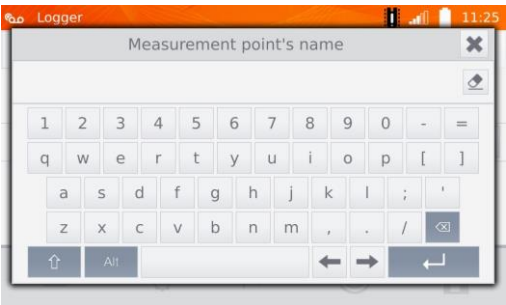 Logger 11:25
Measurement point's name
1 2 3 4 5 6 7 8 9 0 - =
q w e r t y u i o p [ ]
a s d f g h j k l ; '
z x c v b n m , . /
Alt